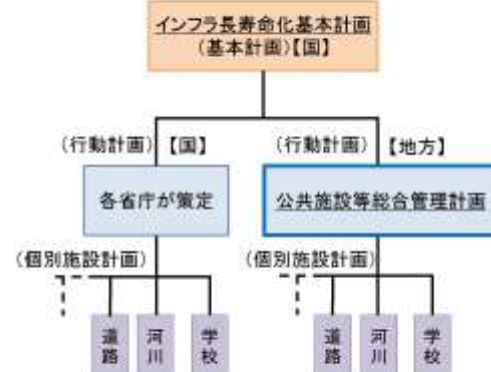 インフラ長寿命化基本計画
(基本計画)【国】
(行動計画)【国】
(行動計画)【地方】
各省庁が策定
公共施設等総合管理計画
(個別施設計画)
(個別施設計画)
道路
河川
学校
道路
河川
学校